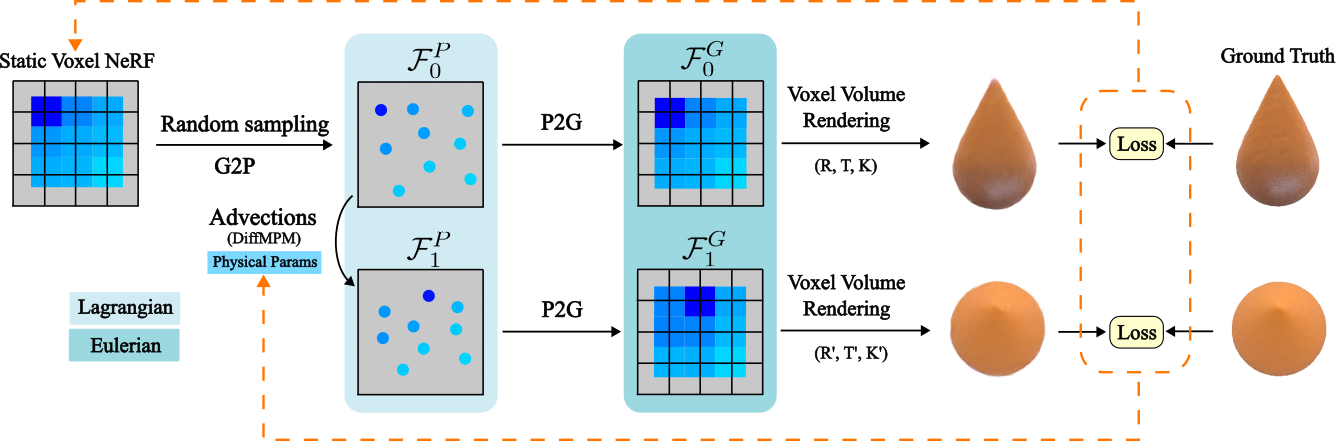 Static Voxel NeRF
Random sampling
G2P
Advections
(DiffMPM)
Physical Params
Lagrangian
Eulerian
$\mathcal{F}_0^P$
$\mathcal{F}_1^P$
P2G
P2G
$\mathcal{F}_0^G$
$\mathcal{F}_1^G$
Voxel Volume
Rendering
(R, T, K)
Voxel Volume
Rendering
(R', T', K')
Loss
Loss
Ground Truth